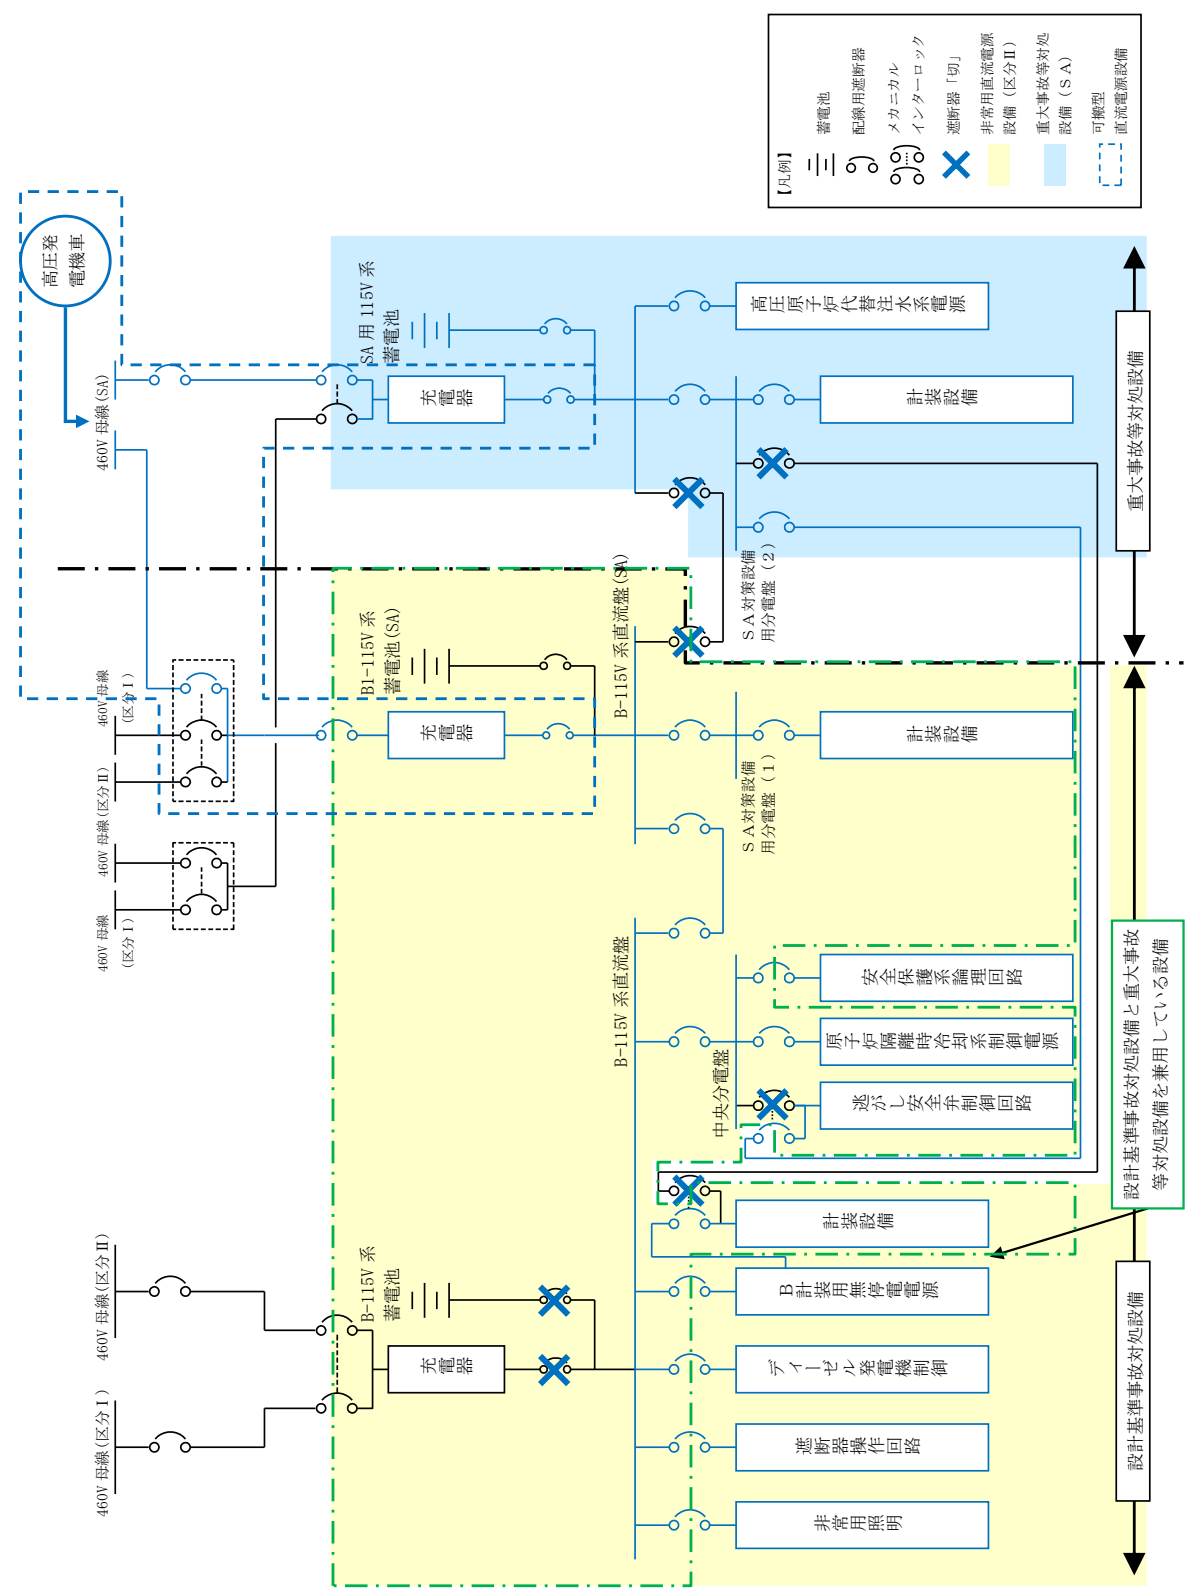 【凡例】
蓄電池
配線用遮断器
メカニカル
インターロック
遮断器「切」
非常用直流電源
設備（区分Ⅱ）
重大事故等対処
設備（ＳＡ）
可搬型
直流電源設備
高圧発
電機車
460V 母線(SA)
460V 母線
(区分Ⅰ)
460V 母線(区分Ⅱ)
460V 母線
(区分Ⅰ)
460V 母線(区分Ⅱ)
460V 母線(区分Ⅰ)
SA 用 115V 系
蓄電池
充電器
B1-115V 系
蓄電池(SA)
充電器
B-115V 系
蓄電池
充電器
B-115V 系直流盤(SA)
B-115V 系直流盤
ＳＡ対策設備
用分電盤（２）
ＳＡ対策設備
用分電盤（１）
中央分電盤
高圧原子炉代替注水系電源
計装設備
計装設備
安全保護系論理回路
原子炉隔離時冷却系制御電源
逃がし安全弁制御回路
計装設備
B計装用無停電電源
ディーゼル発電機制御
遮断器操作回路
非常用照明
重大事故等対処設備
設計基準事故対処設備と重大事故
等対処設備を兼用している設備
設計基準事故対処設備